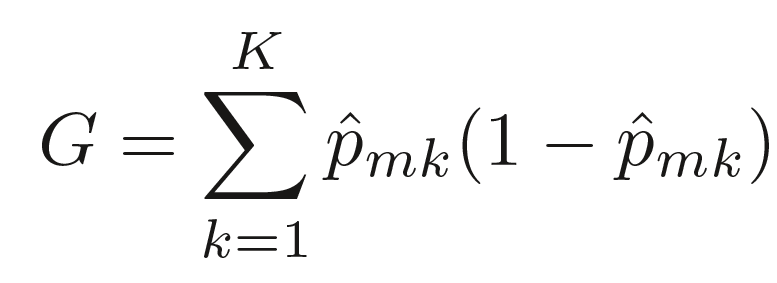 G = \sum_{k=1}^{K} \hat{p}_{mk}(1 - \hat{p}_{mk})